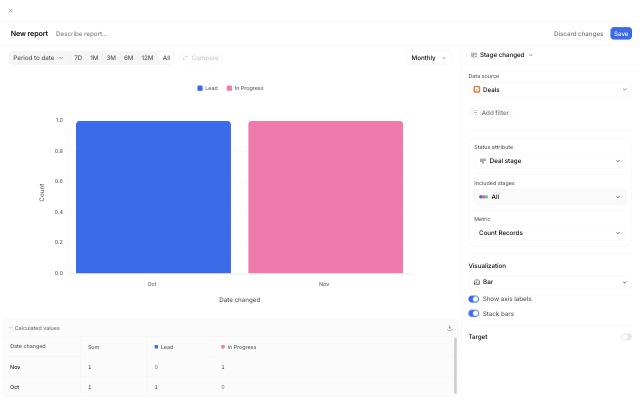 New report
Describe report...
Discard changes
Save
Period to date
7D
1M
3M
6M
12M
All
Compare
Monthly
Lead
In Progress
Count
1.0
0.8
0.6
0.4
0.2
0.0
Oct
Nov
Date changed
Calculated values
Date changed
Sum
Lead
In Progress
Nov
1
0
1
Oct
1
1
0
Stage changed
Data source
Deals
Add filter
Status attribute
Deal stage
Included stages
All
Metric
Count Records
Visualization
Bar
Show axis labels
Stack bars
Target